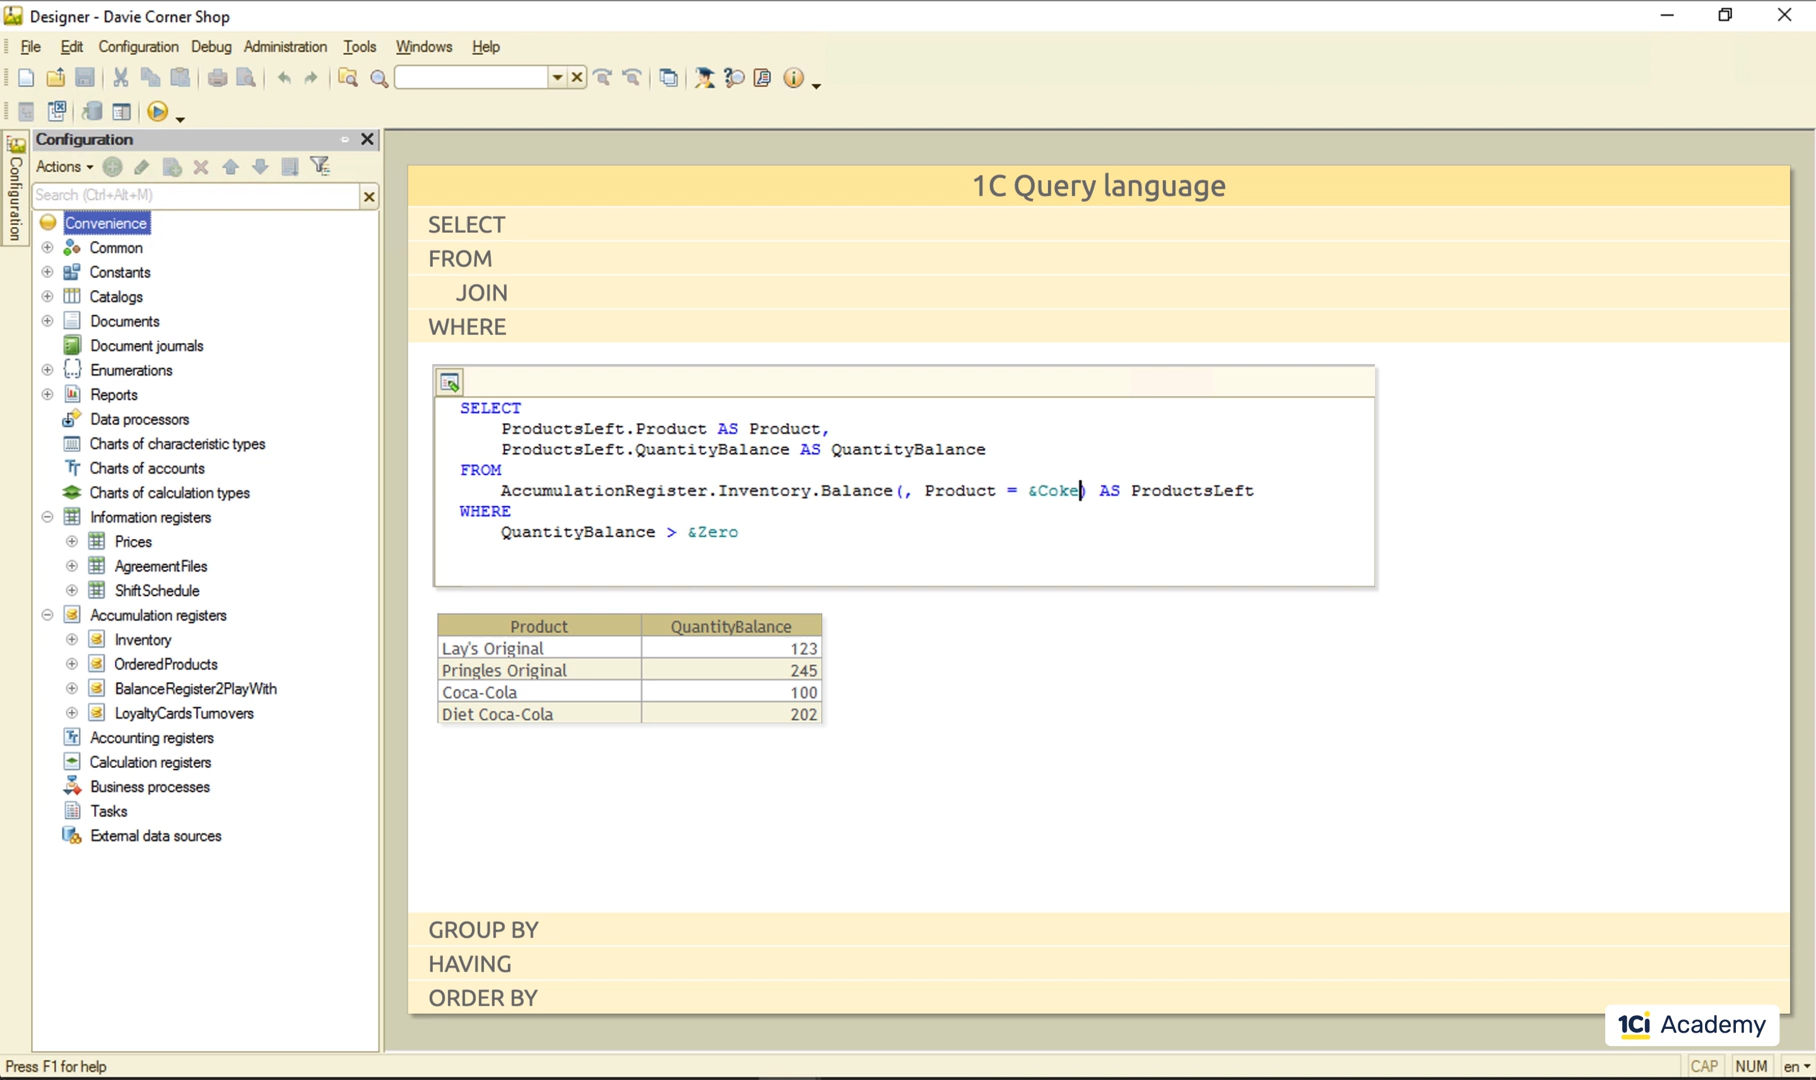 Designer - Davie Corner Shop
File Edit Configuration Debug Administration Tools Windows Help
Configuration
Configuration
Actions
Search (Ctrl+Alt+M)
Convenience
Common
Constants
Catalogs
Documents
Document journals
Enumerations
Reports
Data processors
Charts of characteristic types
Charts of accounts
Charts of calculation types
Information registers
Prices
AgreementFiles
ShiftSchedule
Accumulation registers
Inventory
OrderedProducts
BalanceRegister2PlayWith
LoyaltyCardsTurnovers
Accounting registers
Calculation registers
Business processes
Tasks
External data sources
1C Query language
SELECT
FROM
JOIN
WHERE
SELECT
ProductsLeft.Product AS Product,
ProductsLeft.QuantityBalance AS QuantityBalance
FROM
AccumulationRegister.Inventory.Balance(, Product = &Coke) AS ProductsLeft
WHERE
QuantityBalance > &Zero
Product QuantityBalance
Lay's Original 123
Pringles Original 245
Coca-Cola 100
Diet Coca-Cola 202
GROUP BY
HAVING
ORDER BY
1Ci Academy
Press F1 for help
CAP NUM en